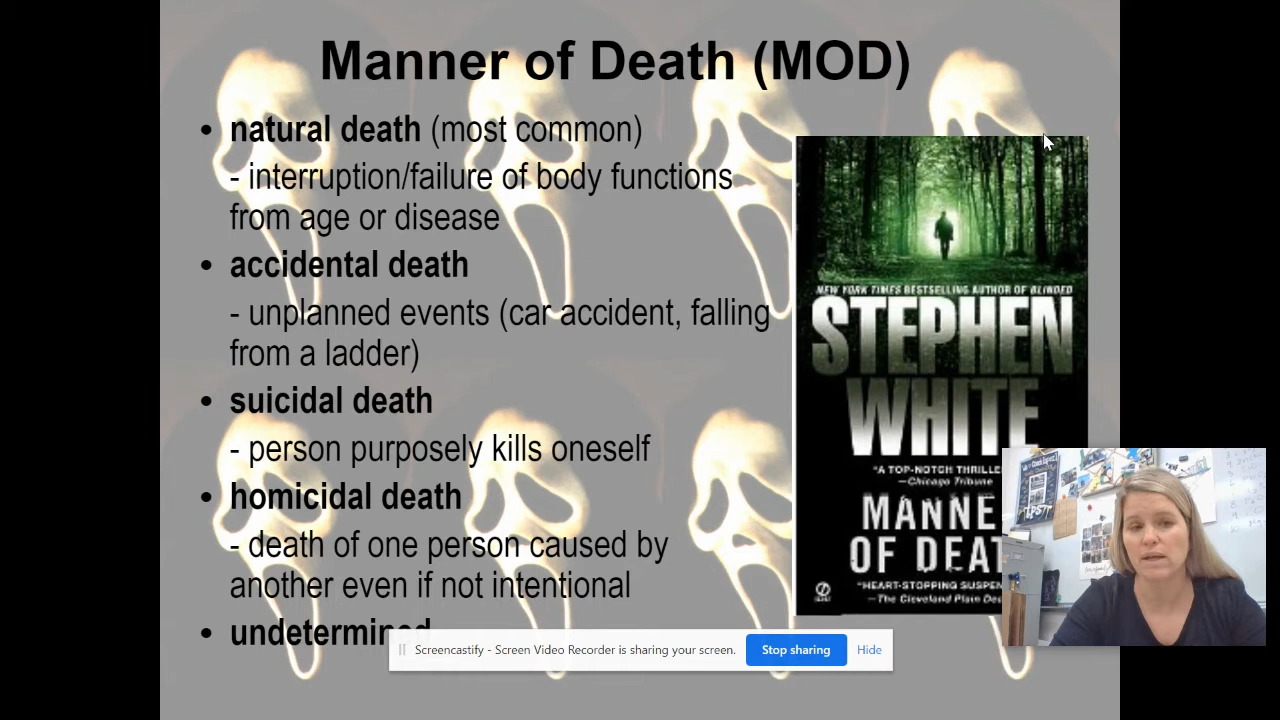 Manner of Death (MOD)
• natural death (most common)
- interruption/failure of body functions
from age or disease
• accidental death
- unplanned events (car accident, falling
from a ladder)
• suicidal death
- person purposely kills oneself
• homicidal death
- death of one person caused by
another even if not intentional
• undetermined
NEW YORK TIMES BESTSELLING AUTHOR OF BLINDED
STEPHEN
WHITE
"A TOP-NOTCH THRILLE
—Chicago Tribune
MANNE
OF DEAT
"HEART-STOPPING SUSPEN
—The Cleveland Plain Dea
Screencastify - Screen Video Recorder is sharing your screen.
Stop sharing
Hide